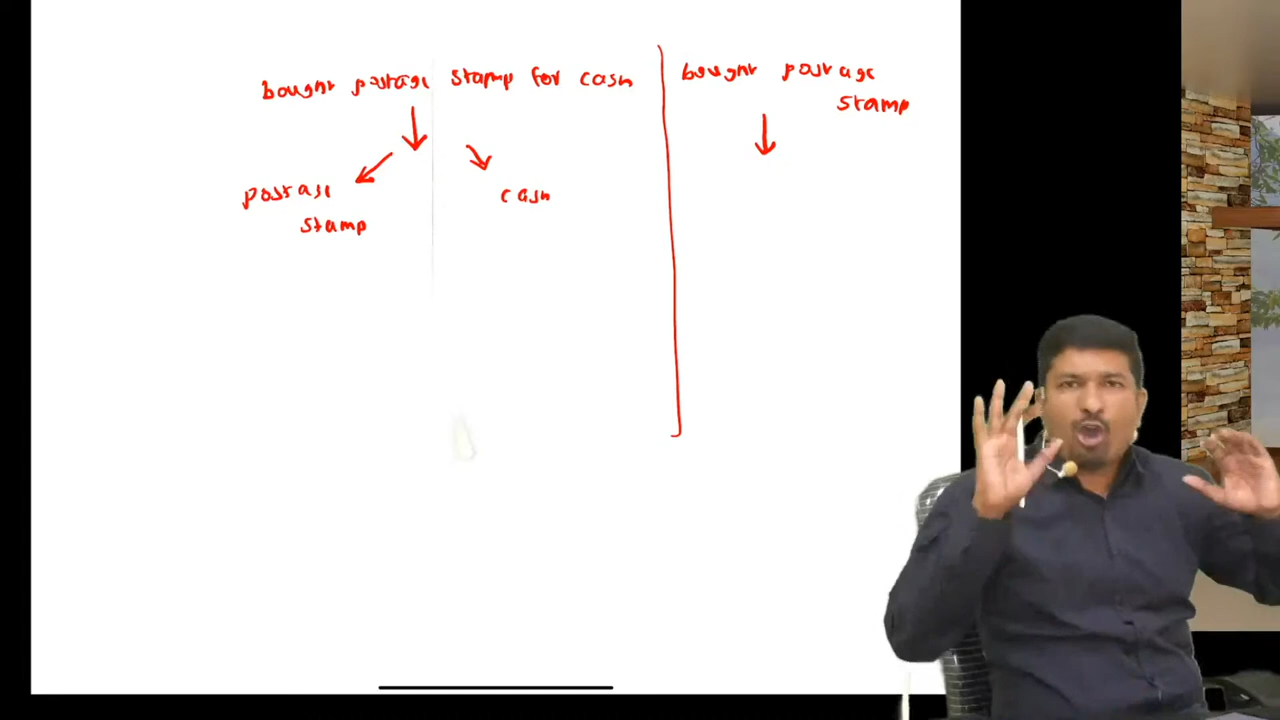 bought postage stamp for cash
postage
stamp
cash
bought postage
stamp